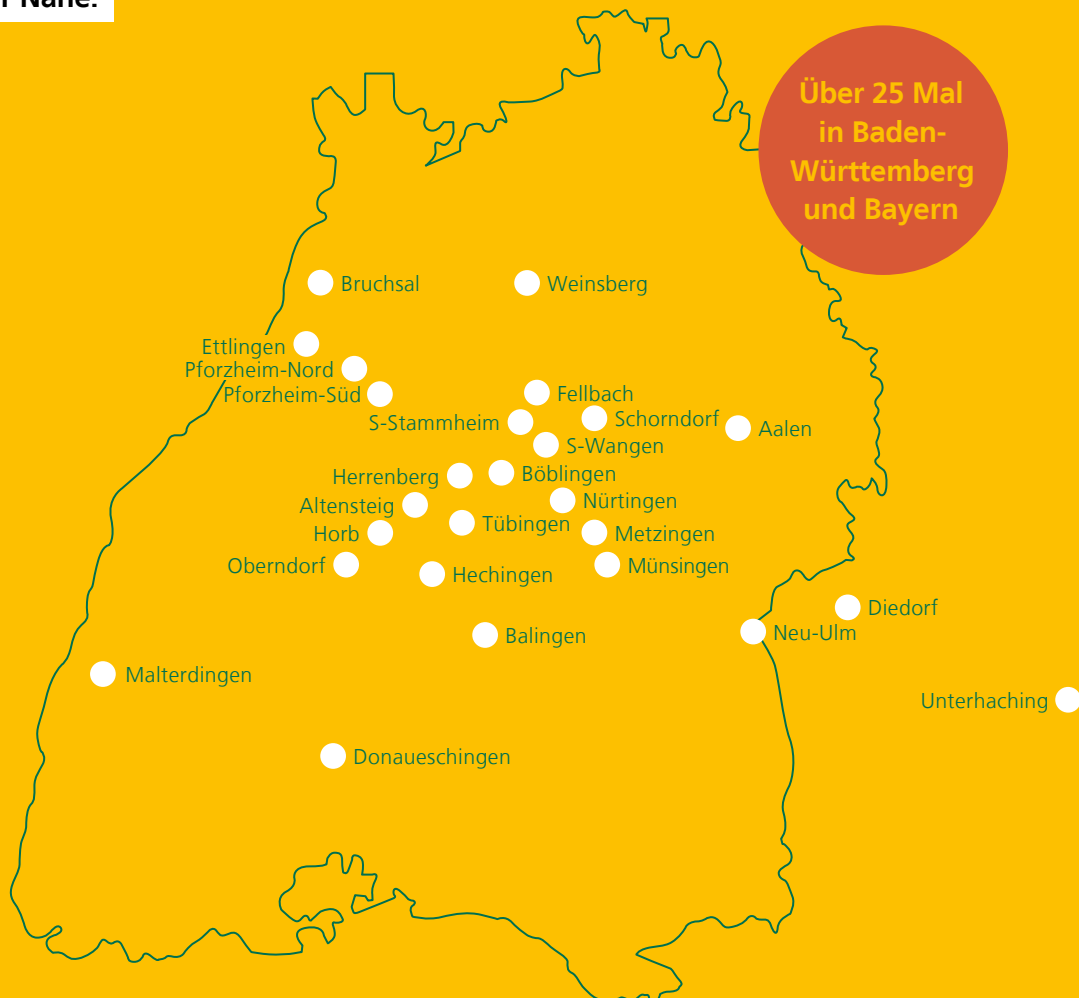 r Nähe.
Über 25 Mal
in Baden-
Württemberg
und Bayern
Bruchsal
Weinsberg
Ettlingen
Pforzheim-Nord
Pforzheim-Süd
Fellbach
S-Stammheim
Schorndorf
Aalen
S-Wangen
Herrenberg
Böblingen
Altensteig
Nürtingen
Tübingen
Horb
Metzingen
Oberndorf
Hechingen
Münsingen
Diedorf
Balingen
Neu-Ulm
Malterdingen
Unterhaching
Donaueschingen